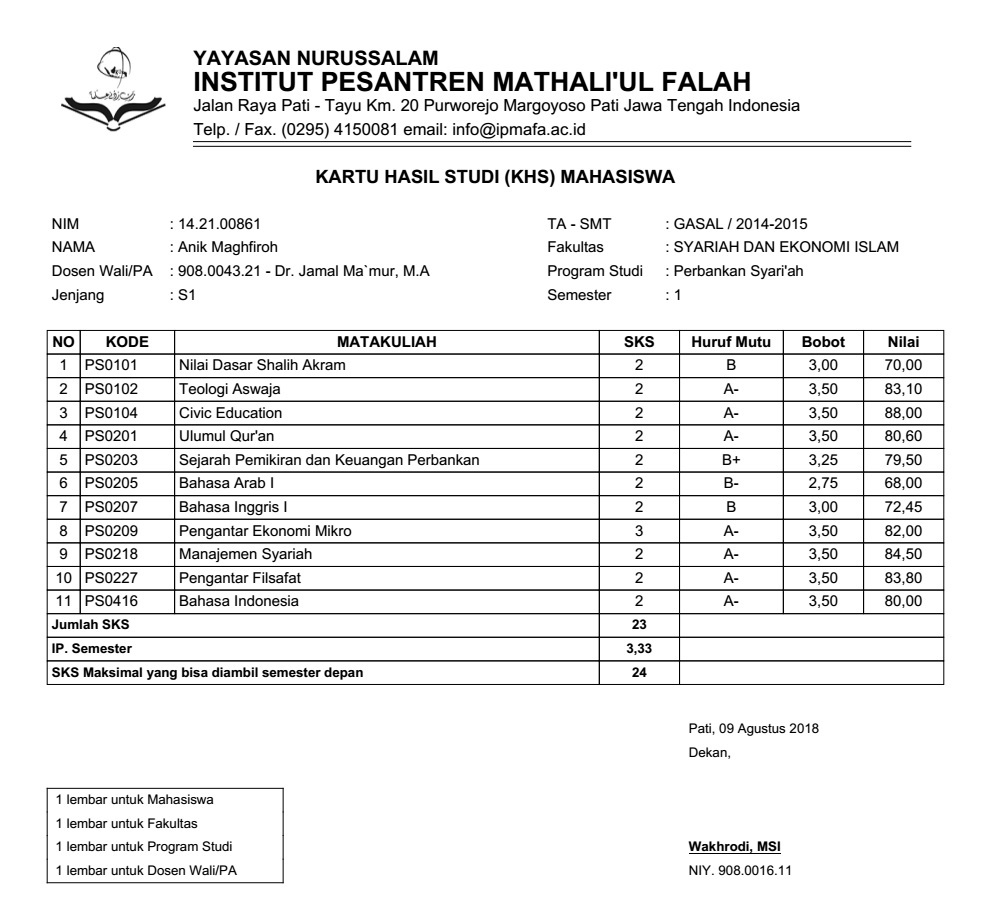 YAYASAN NURUSSALAM
INSTITUT PESANTREN MATHALI'UL FALAH
Jalan Raya Pati - Tayu Km. 20 Purworejo Margoyoso Pati Jawa Tengah Indonesia
Telp. / Fax. (0295) 4150081 email: info@ipmafa.ac.id
KARTU HASIL STUDI (KHS) MAHASISWA
NIM : 14.21.00861 TA - SMT : GASAL / 2014-2015
NAMA : Anik Maghfiroh Fakultas : SYARIAH DAN EKONOMI ISLAM
Dosen Wali/PA : 908.0043.21 - Dr. Jamal Ma`mur, M.A Program Studi : Perbankan Syari'ah
Jenjang : S1 Semester : 1
NO KODE MATAKULIAH SKS Huruf Mutu Bobot Nilai
1 PS0101 Nilai Dasar Shalih Akram 2 B 3,00 70,00
2 PS0102 Teologi Aswaja 2 A- 3,50 83,10
3 PS0104 Civic Education 2 A- 3,50 88,00
4 PS0201 Ulumul Qur'an 2 A- 3,50 80,60
5 PS0203 Sejarah Pemikiran dan Keuangan Perbankan 2 B+ 3,25 79,50
6 PS0205 Bahasa Arab I 2 B- 2,75 68,00
7 PS0207 Bahasa Inggris I 2 B 3,00 72,45
8 PS0209 Pengantar Ekonomi Mikro 3 A- 3,50 82,00
9 PS0218 Manajemen Syariah 2 A- 3,50 84,50
10 PS0227 Pengantar Filsafat 2 A- 3,50 83,80
11 PS0416 Bahasa Indonesia 2 A- 3,50 80,00
Jumlah SKS 23
IP. Semester 3,33
SKS Maksimal yang bisa diambil semester depan 24
Pati, 09 Agustus 2018
Dekan,
1 lembar untuk Mahasiswa
1 lembar untuk Fakultas
1 lembar untuk Program Studi
1 lembar untuk Dosen Wali/PA
Wakhrodi, MSI
NIY. 908.0016.11